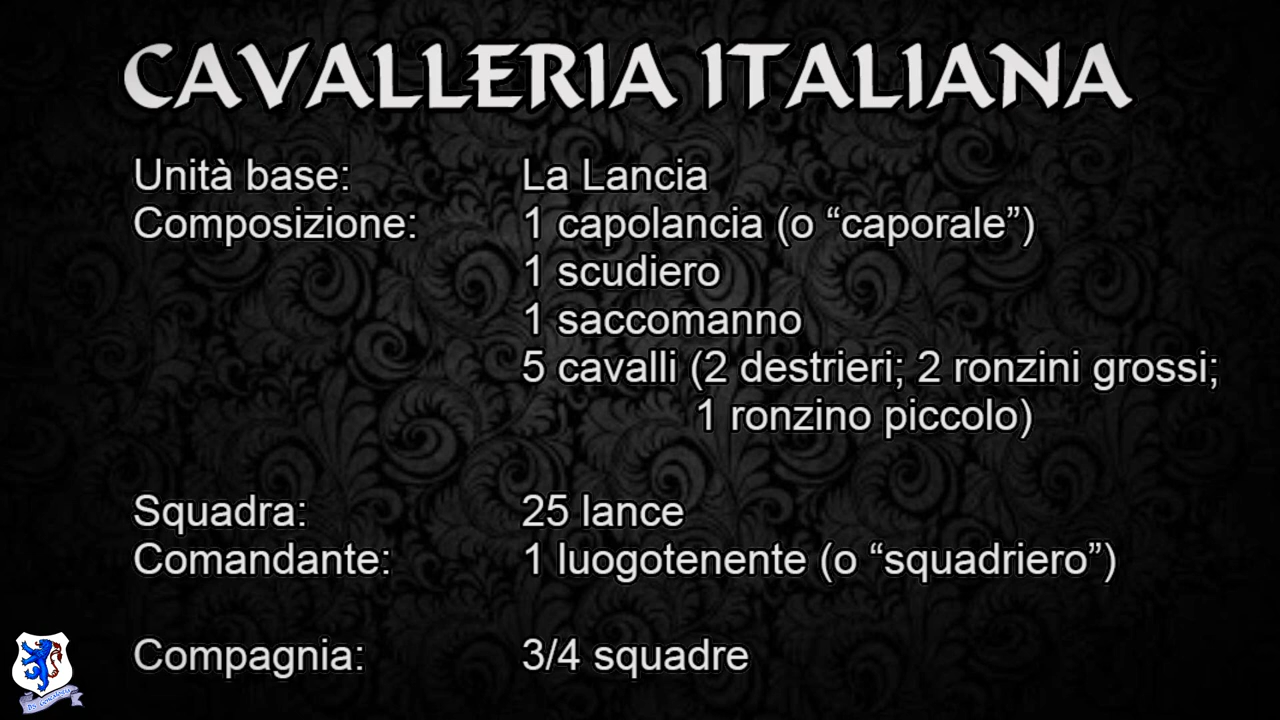 CAVALLERIA ITALIANA
Unità base: La Lancia
Composizione: 1 capolancia (o “caporale”)
1 scudiero
1 saccomanno
5 cavalli (2 destrieri; 2 ronzini grossi;
1 ronzino piccolo)
Squadra: 25 lance
Comandante: 1 luogotenente (o “squadriero”)
Compagnia: 3/4 squadre